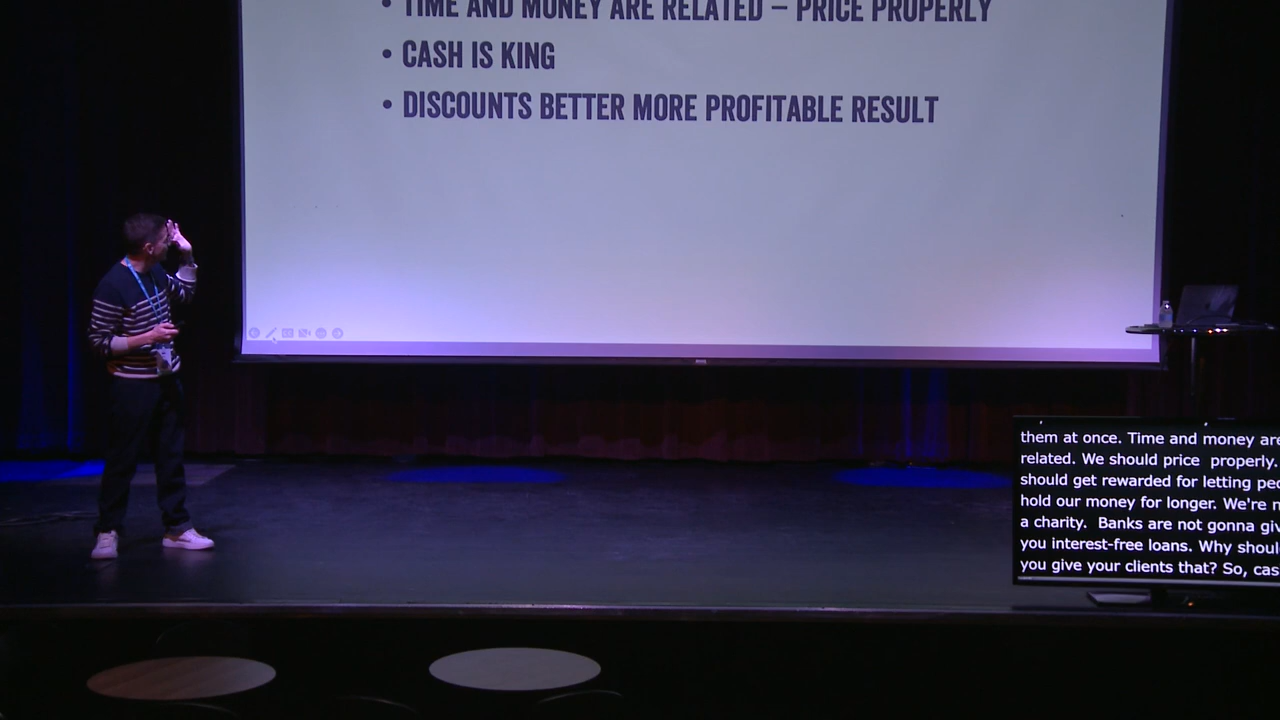 • TIME AND MONEY ARE RELATED – PRICE PROPERLY
• CASH IS KING
• DISCOUNTS BETTER MORE PROFITABLE RESULT
them at once. Time and money are
related. We should price properly.
should get rewarded for letting peo
hold our money for longer. We're n
a charity. Banks are not gonna giv
you interest-free loans. Why shoul
you give your clients that? So, cas